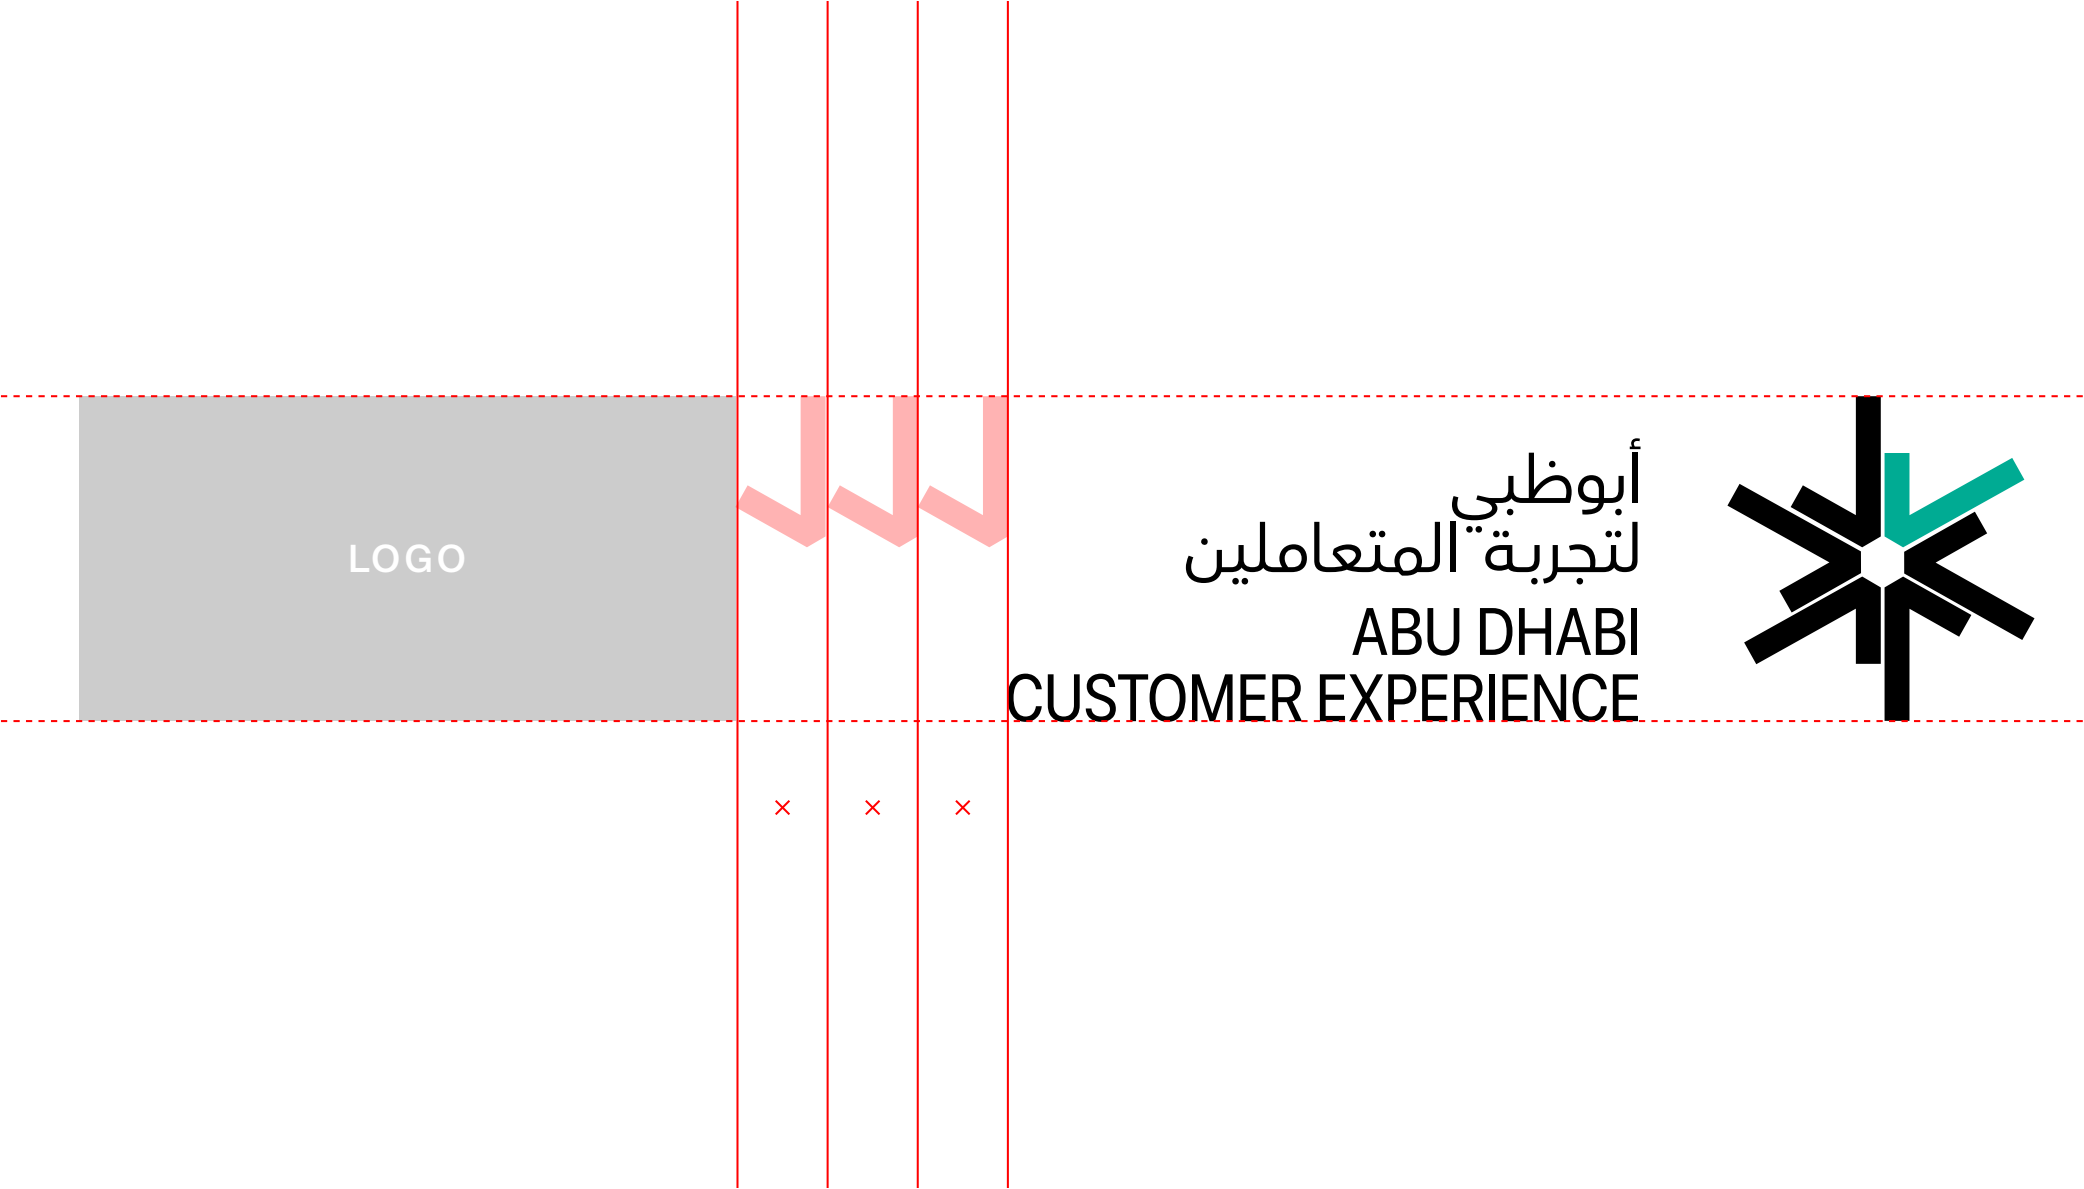 LOGO
أبوظبي
لتجربة المتعاملين
ABU DHABI
CUSTOMER EXPERIENCE
× × ×